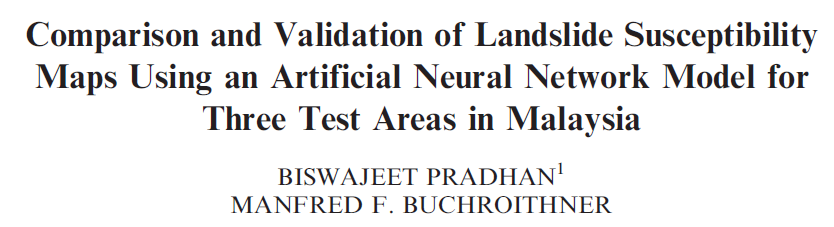 Comparison and Validation of Landslide Susceptibility
Maps Using an Artificial Neural Network Model for
Three Test Areas in Malaysia
BISWAJEET PRADHAN¹
MANFRED F. BUCHROITHNER